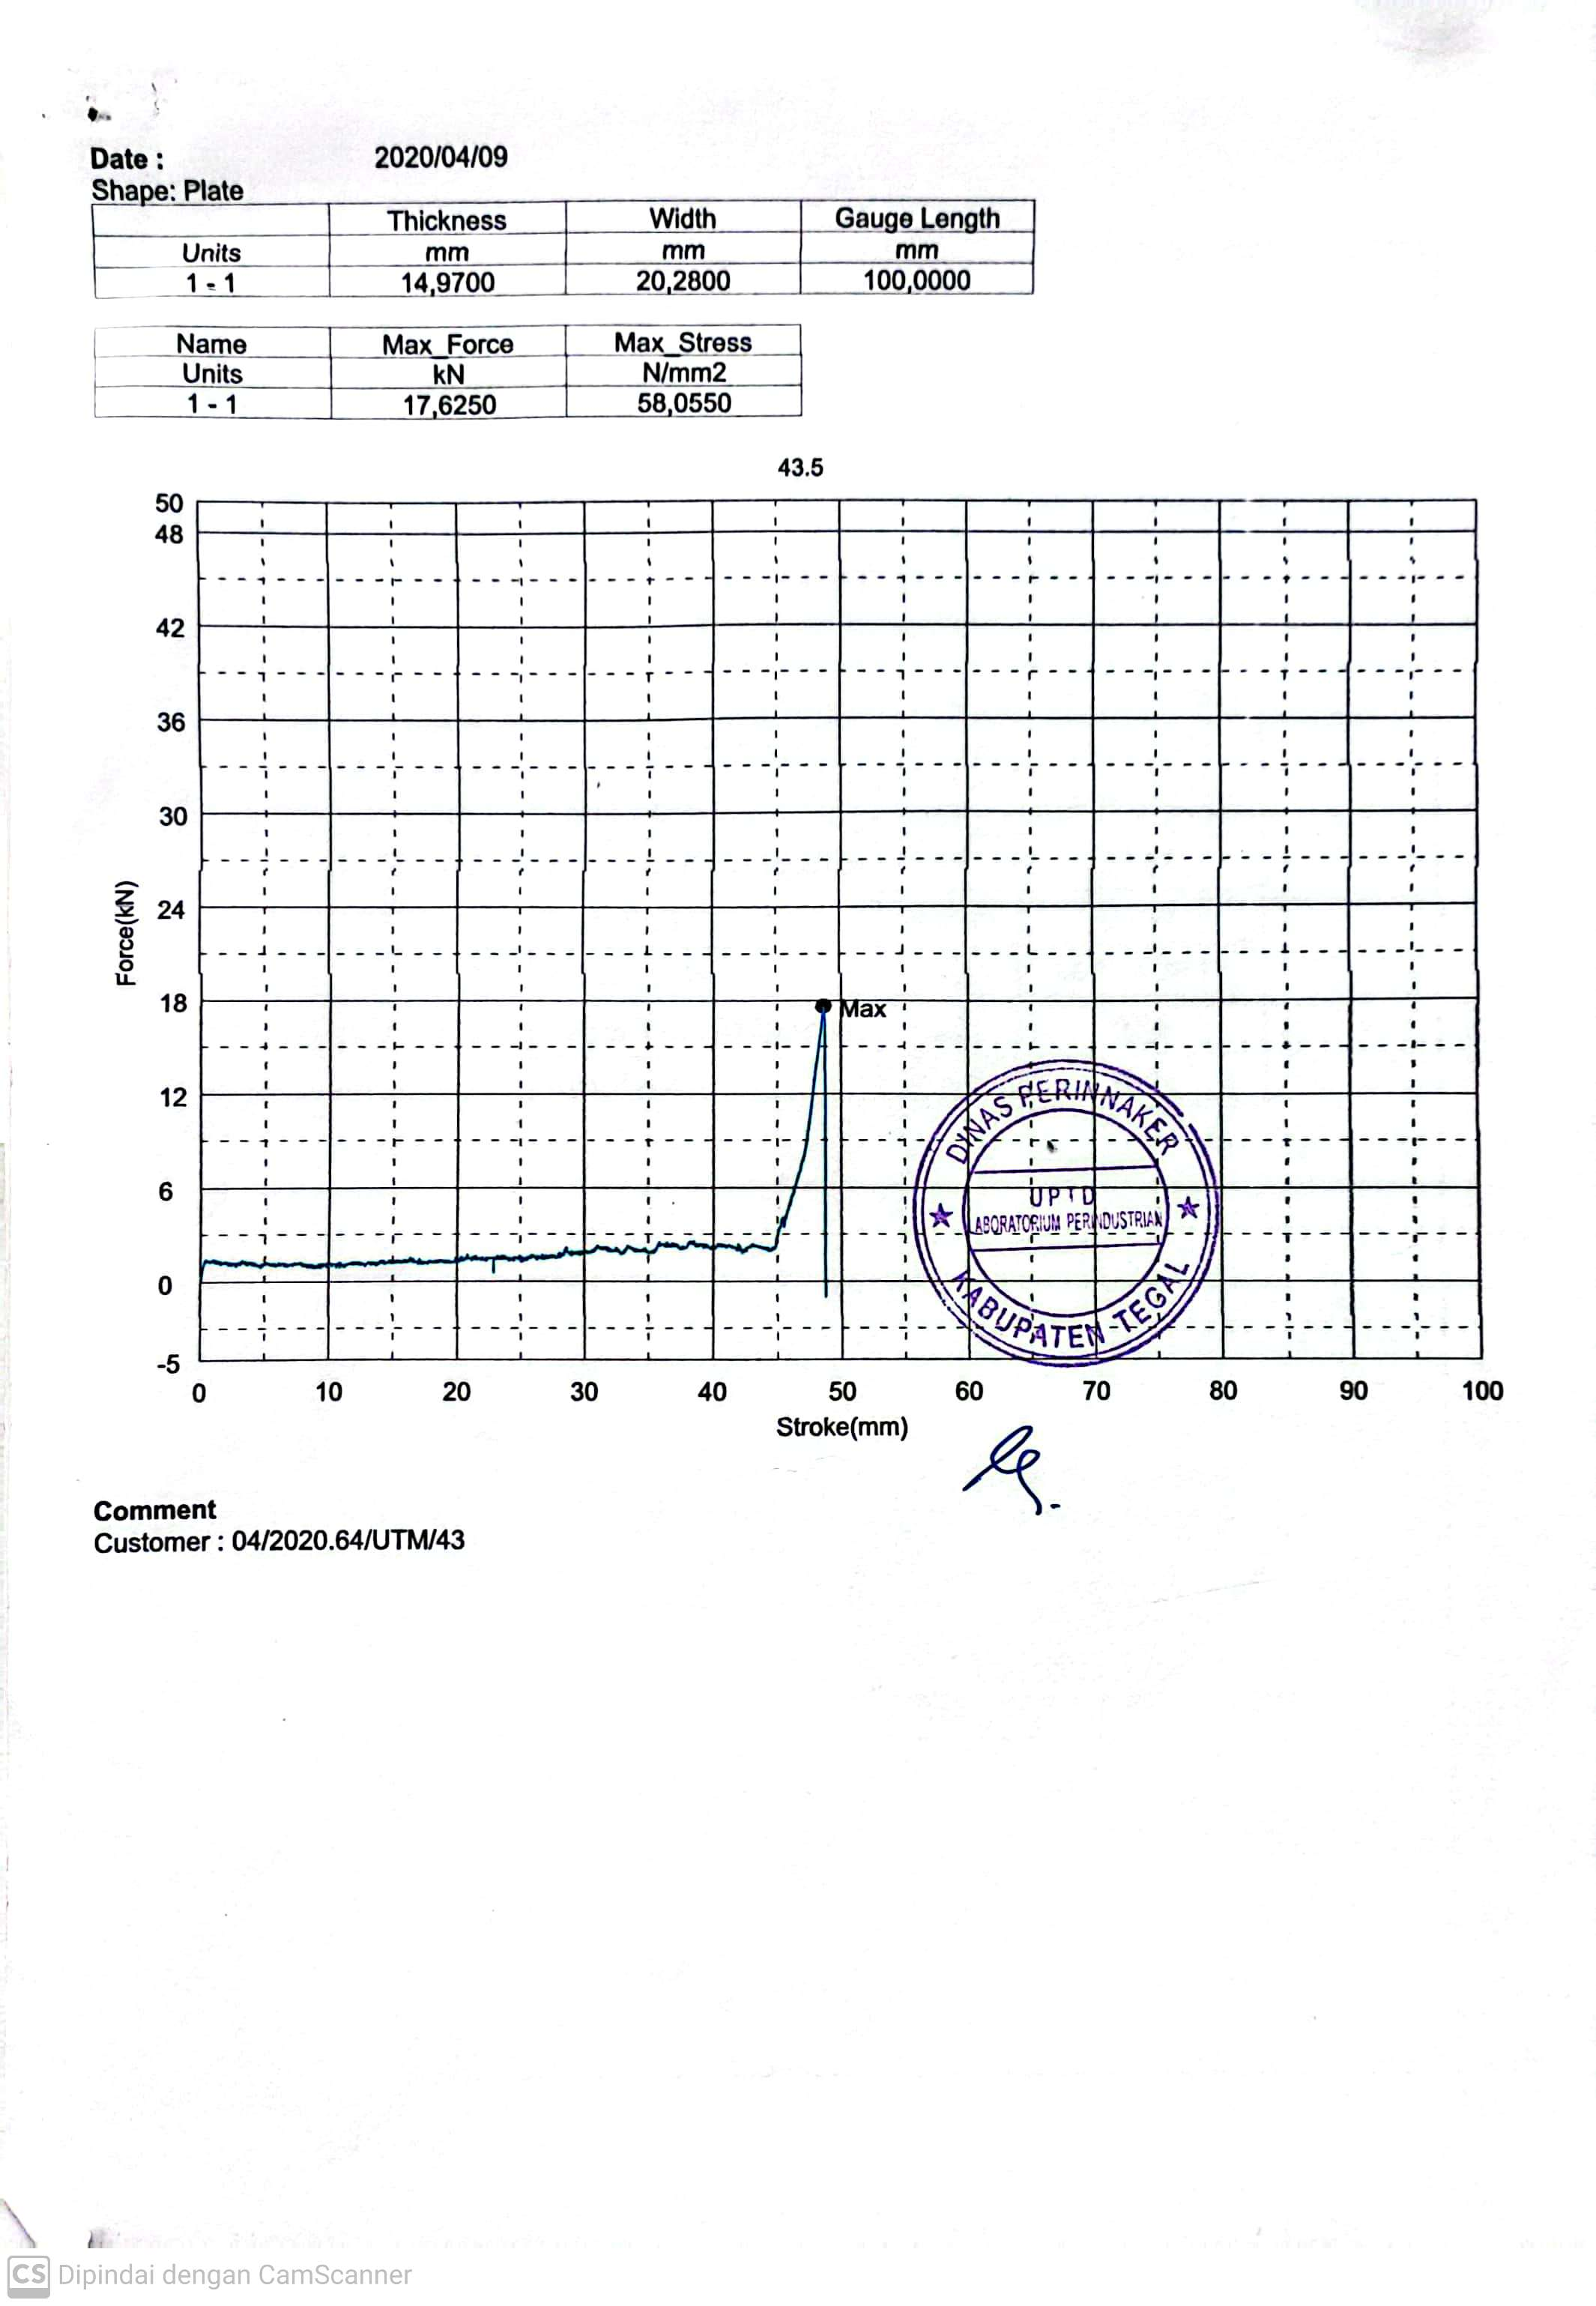 Date : 2020/04/09
Shape: Plate
Thickness Width Gauge Length
Units mm mm mm
1 - 1 14,9700 20,2800 100,0000
Name Max_Force Max_Stress
Units kN N/mm2
1 - 1 17,6250 58,0550
43.5
50
48
42
36
30
24
18
12
6
0
-5
Force(kN)
Max
DINAS PERINNAKER
UPTD
LABORATORIUM PERINDUSTRIAN
KABUPATEN TEGAL
0 10 20 30 40 50 60 70 80 90 100
Stroke(mm)
Comment
Customer : 04/2020.64/UTM/43
CS Dipindai dengan CamScanner